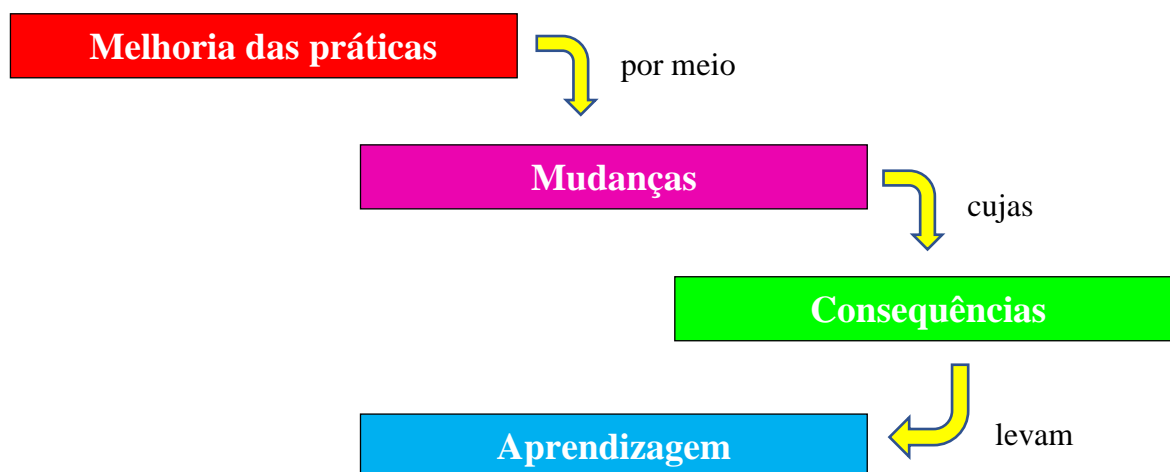 Melhoria das práticas
por meio
Mudanças
cujas
Consequências
levam
Aprendizagem